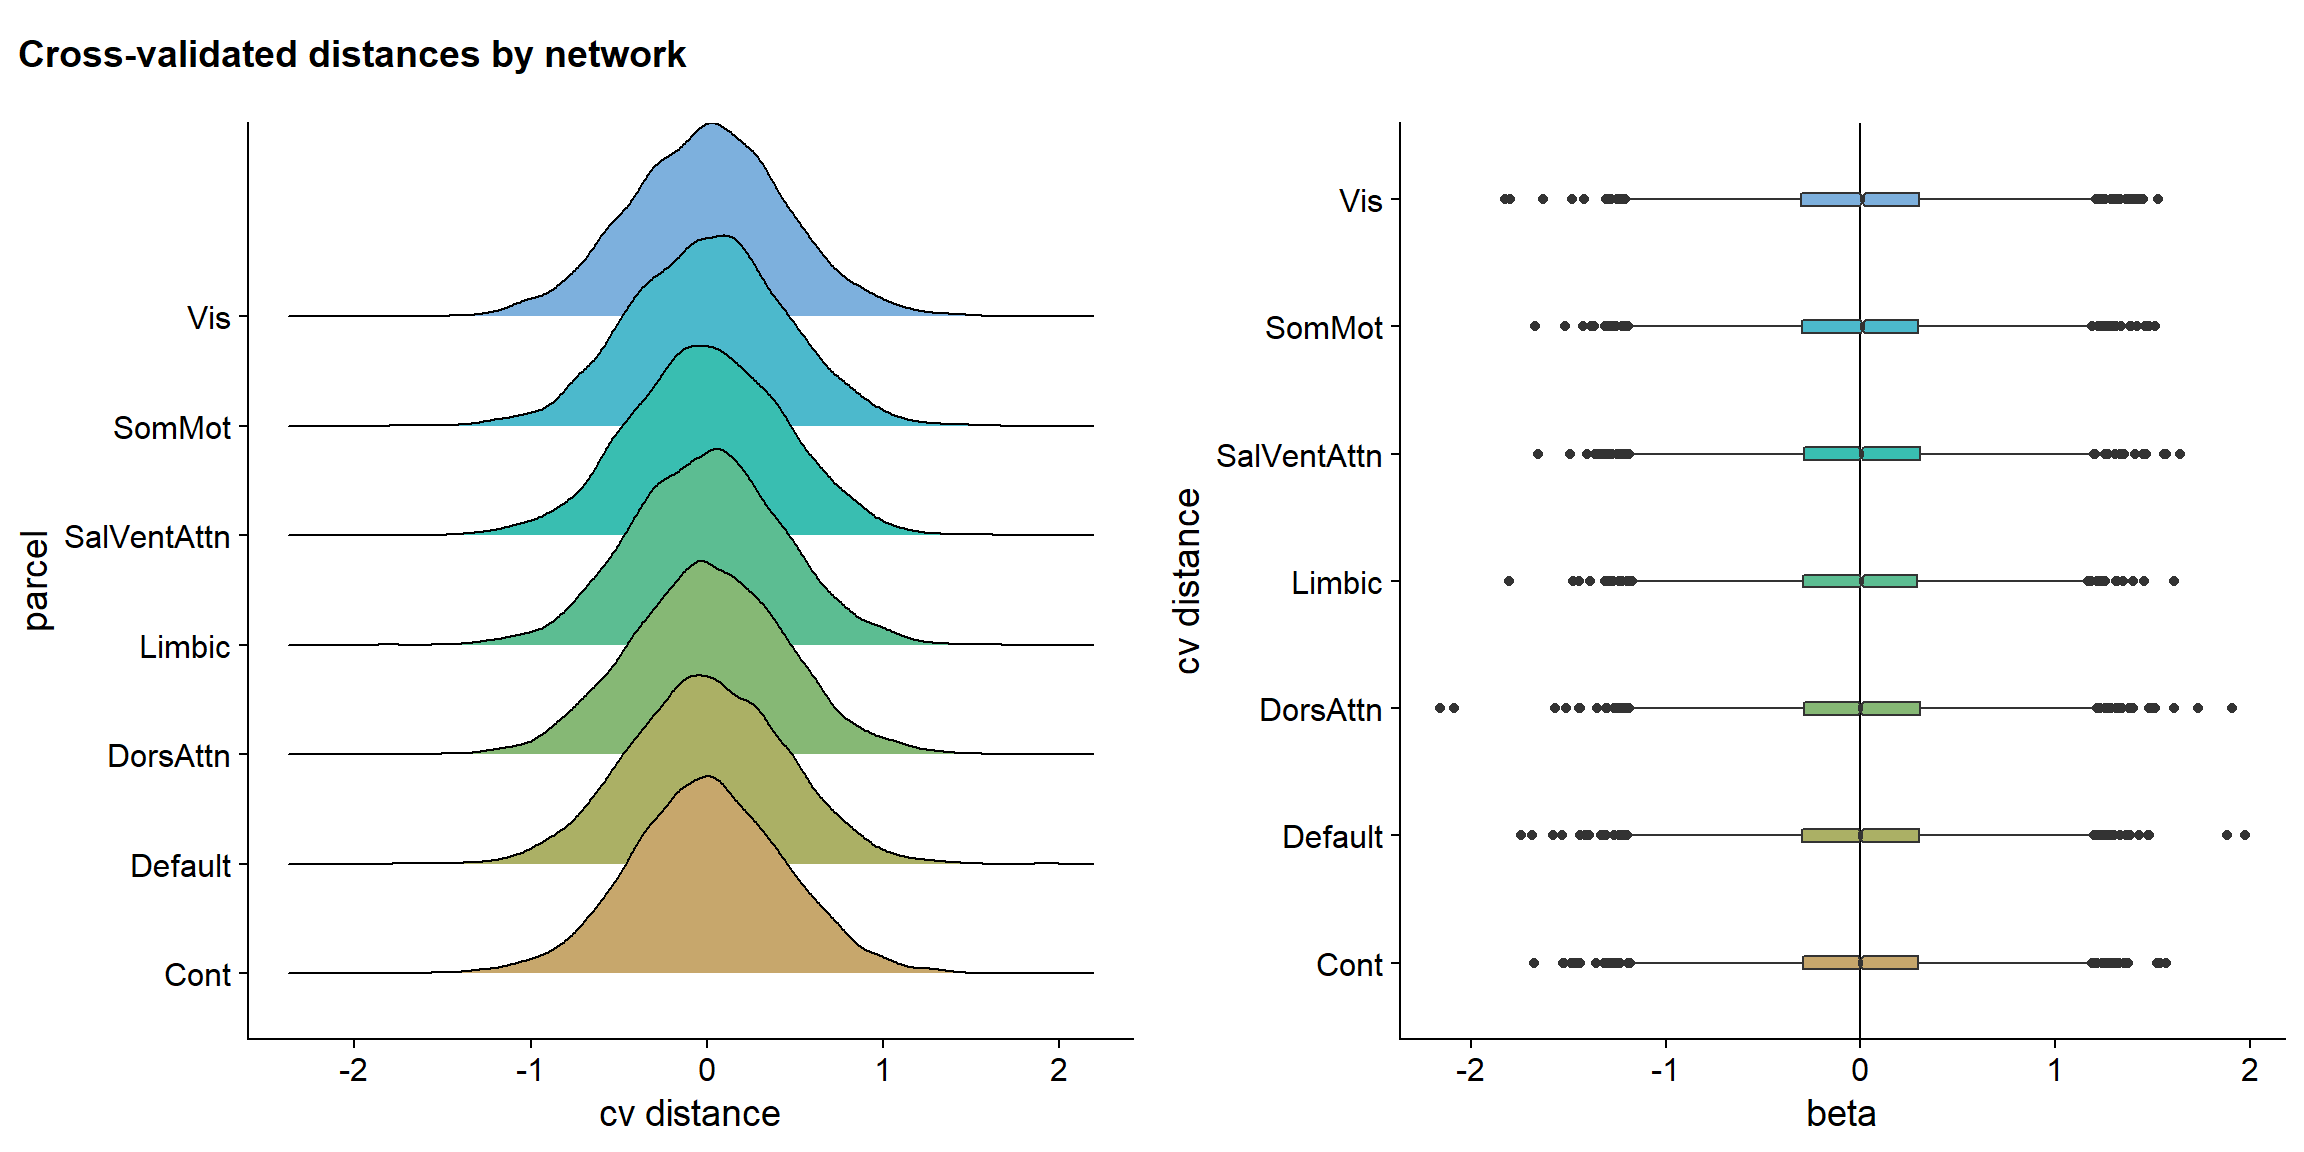 Cross-validated distances by network
parcel
Vis
SomMot
SalVentAttn
Limbic
DorsAttn
Default
Cont
-2 -1 0 1 2
cv distance
cv distance
Vis
SomMot
SalVentAttn
Limbic
DorsAttn
Default
Cont
-2 -1 0 1 2
beta